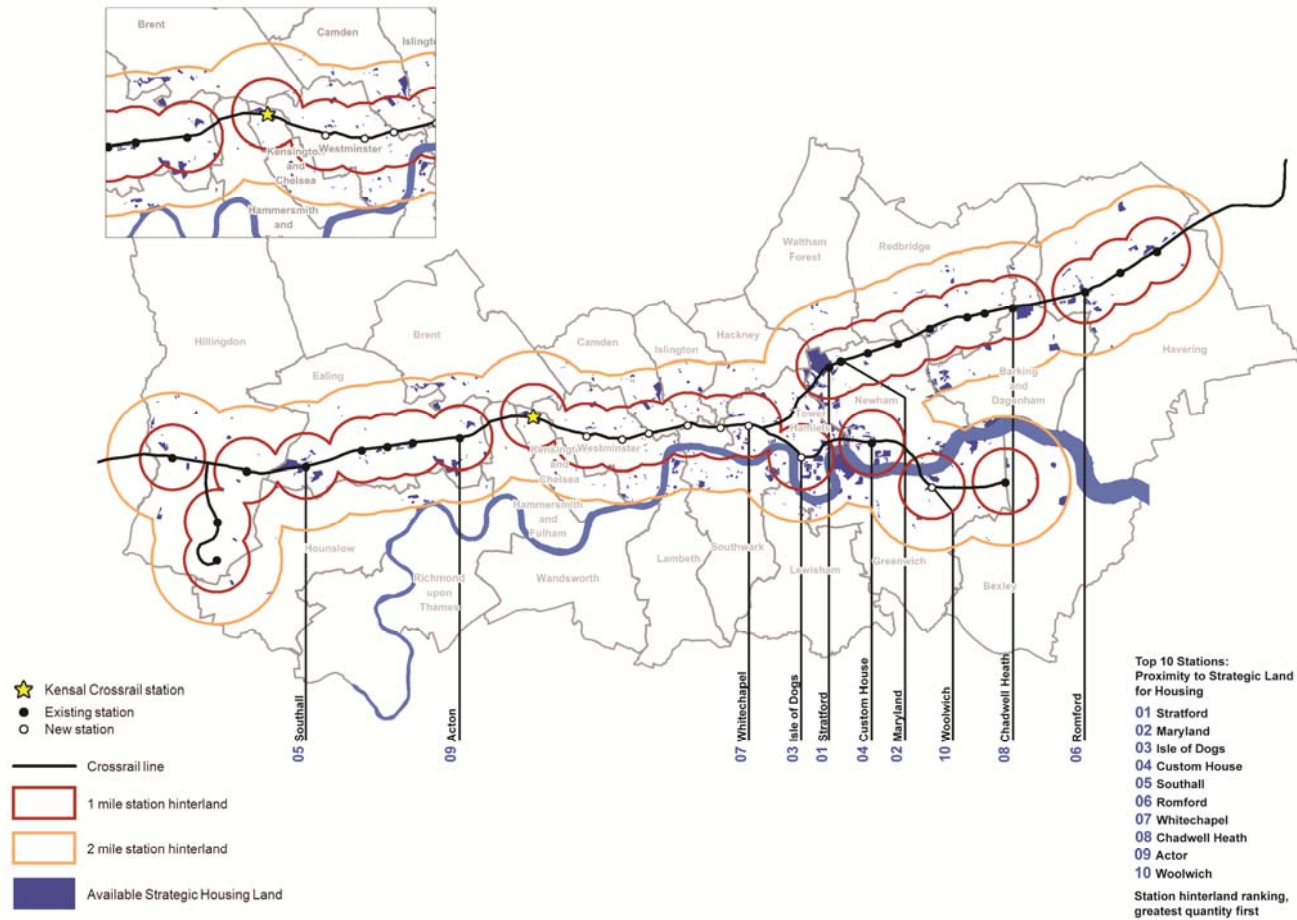 Brent
Camden
Islingt
Kensington
and
Chelsea
Westminster
Hammersmith
and
Waltham
Forest
Redbridge
Hackney
Hillingdon
Brent
Camden
Islington
Havering
Ealing
Barking
and
Dagenham
Newham
Tower
Hamlets
Kensington
and
Chelsea
Westminster
Hammersmith
and
Fulham
Hounslow
Richmond
upon
Thames
Wandsworth
Lambeth
Southwark
Lewisham
Greenwich
Bexley
05 Southall
09 Acton
07 Whitechapel
03 Isle of Dogs
01 Stratford
04 Custom House
02 Maryland
10 Woolwich
08 Chadwell Heath
06 Romford
Kensal Crossrail station
Existing station
New station
Crossrail line
1 mile station hinterland
2 mile station hinterland
Available Strategic Housing Land
Top 10 Stations:
Proximity to Strategic Land
for Housing
01 Stratford
02 Maryland
03 Isle of Dogs
04 Custom House
05 Southall
06 Romford
07 Whitechapel
08 Chadwell Heath
09 Actor
10 Woolwich
Station hinterland ranking,
greatest quantity first